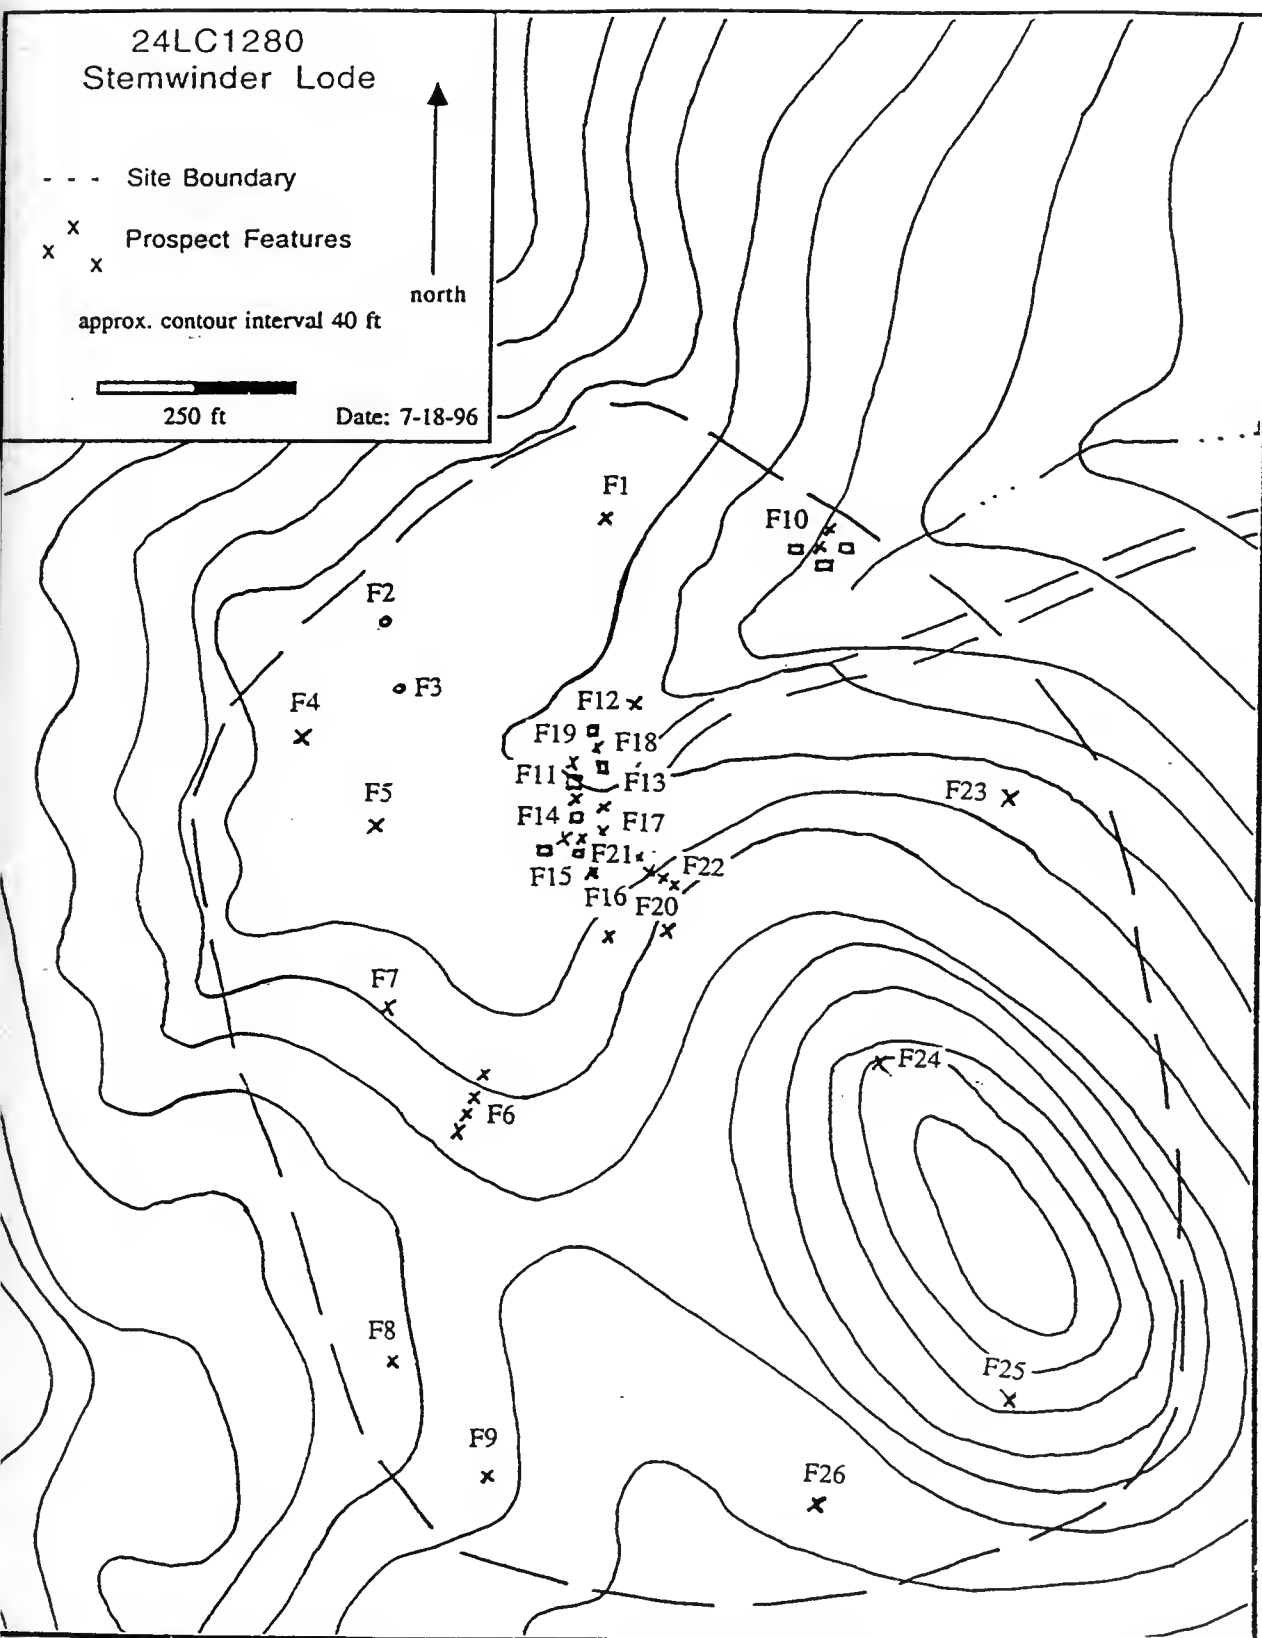 24LC1280
Stemwinder Lode
- - - Site Boundary
x x x Prospect Features
north
approx. contour interval 40 ft
250 ft
Date: 7-18-96
F1
F10
F2
F3
F4
F12
F19
F18
F11
F13
F5
F23
F14
F17
F21
F15
F22
F16
F20
F7
F24
F6
F8
F25
F9
F26